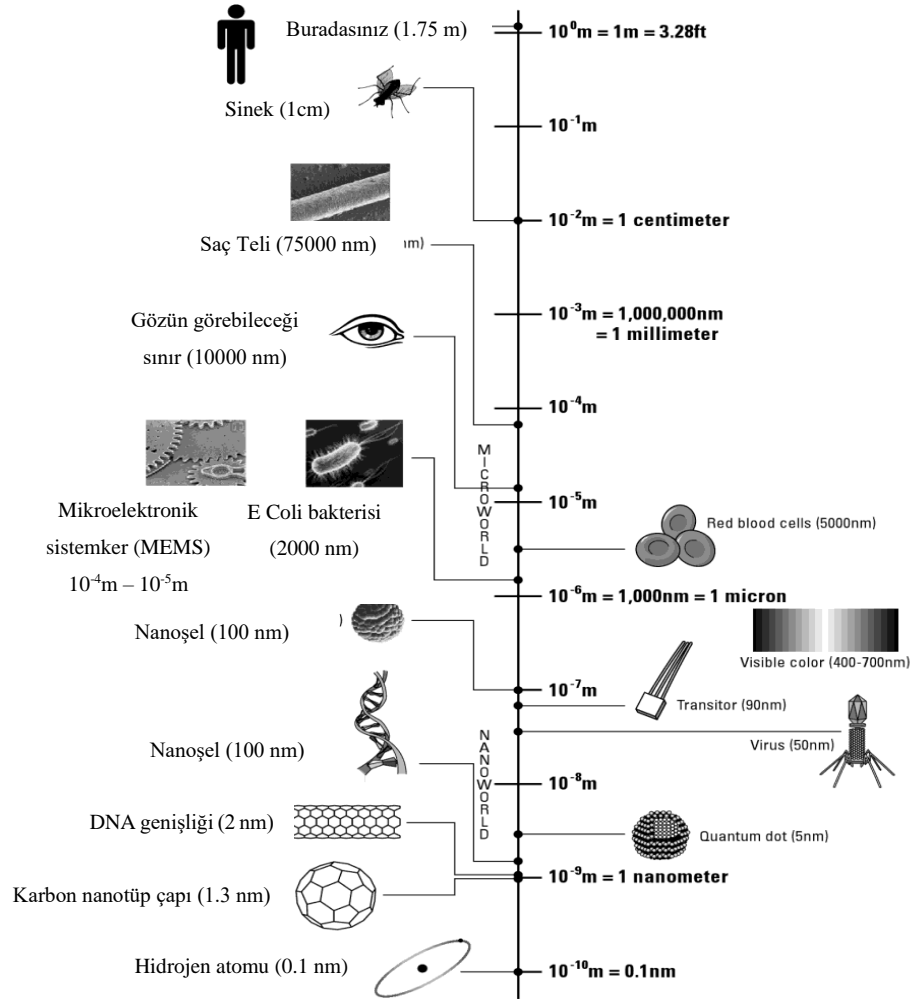 Buradasınız (1.75 m)
10⁰m = 1m = 3.28ft
Sinek (1cm)
10⁻¹m
10⁻²m = 1 centimeter
Saç Teli (75000 nm)
ım)
10⁻³m = 1,000,000nm
= 1 millimeter
Gözün görebileceği
sınır (10000 nm)
10⁻⁴m
MICROWORLD
10⁻⁵m
Mikroelektronik
sistemker (MEMS)
10⁻⁴m – 10⁻⁵m
E Coli bakterisi
(2000 nm)
Red blood cells (5000nm)
10⁻⁶m = 1,000nm = 1 micron
Nanoşel (100 nm)
)
Visible color (400-700nm)
10⁻⁷m
Transitor (90nm)
Virus (50nm)
Nanoşel (100 nm)
NANOWORLD
10⁻⁸m
DNA genişliği (2 nm)
Quantum dot (5nm)
10⁻⁹m = 1 nanometer
Karbon nanotüp çapı (1.3 nm)
Hidrojen atomu (0.1 nm)
10⁻¹⁰m = 0.1nm